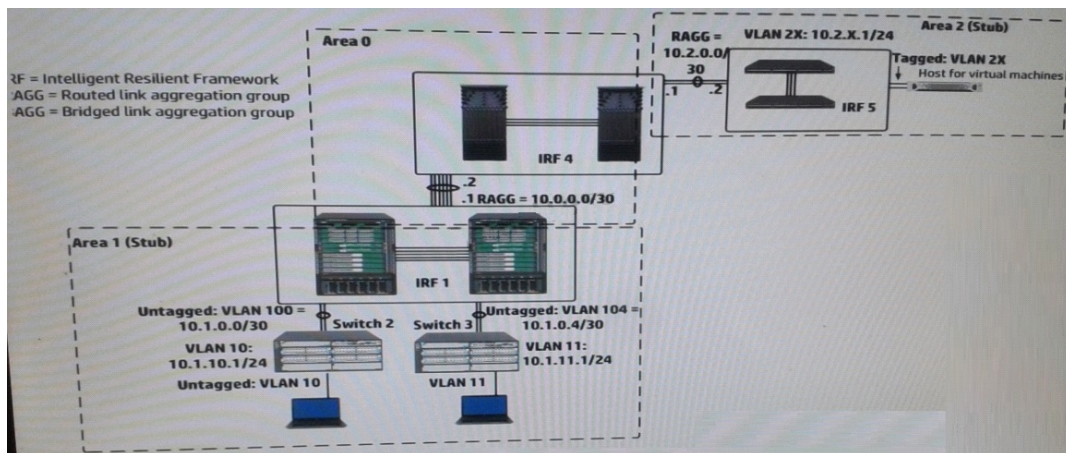 Area 0
Area 2 (Stub)
RAGG =
10.2.0.0/
30
VLAN 2X: 10.2.X.1/24
Tagged: VLAN 2X
Host for virtual machines
.1
.2
IRF 5
RF = Intelligent Resilient Framework
AGG = Routed link aggregation group
AGG = Bridged link aggregation group
IRF 4
.2
.1 RAGG = 10.0.0.0/30
Area 1 (Stub)
IRF 1
Untagged: VLAN 100 =
10.1.0.0/30
Switch 2
Switch 3
Untagged: VLAN 104 =
10.1.0.4/30
VLAN 10:
10.1.10.1/24
VLAN 11:
10.1.11.1/24
Untagged: VLAN 10
VLAN 11